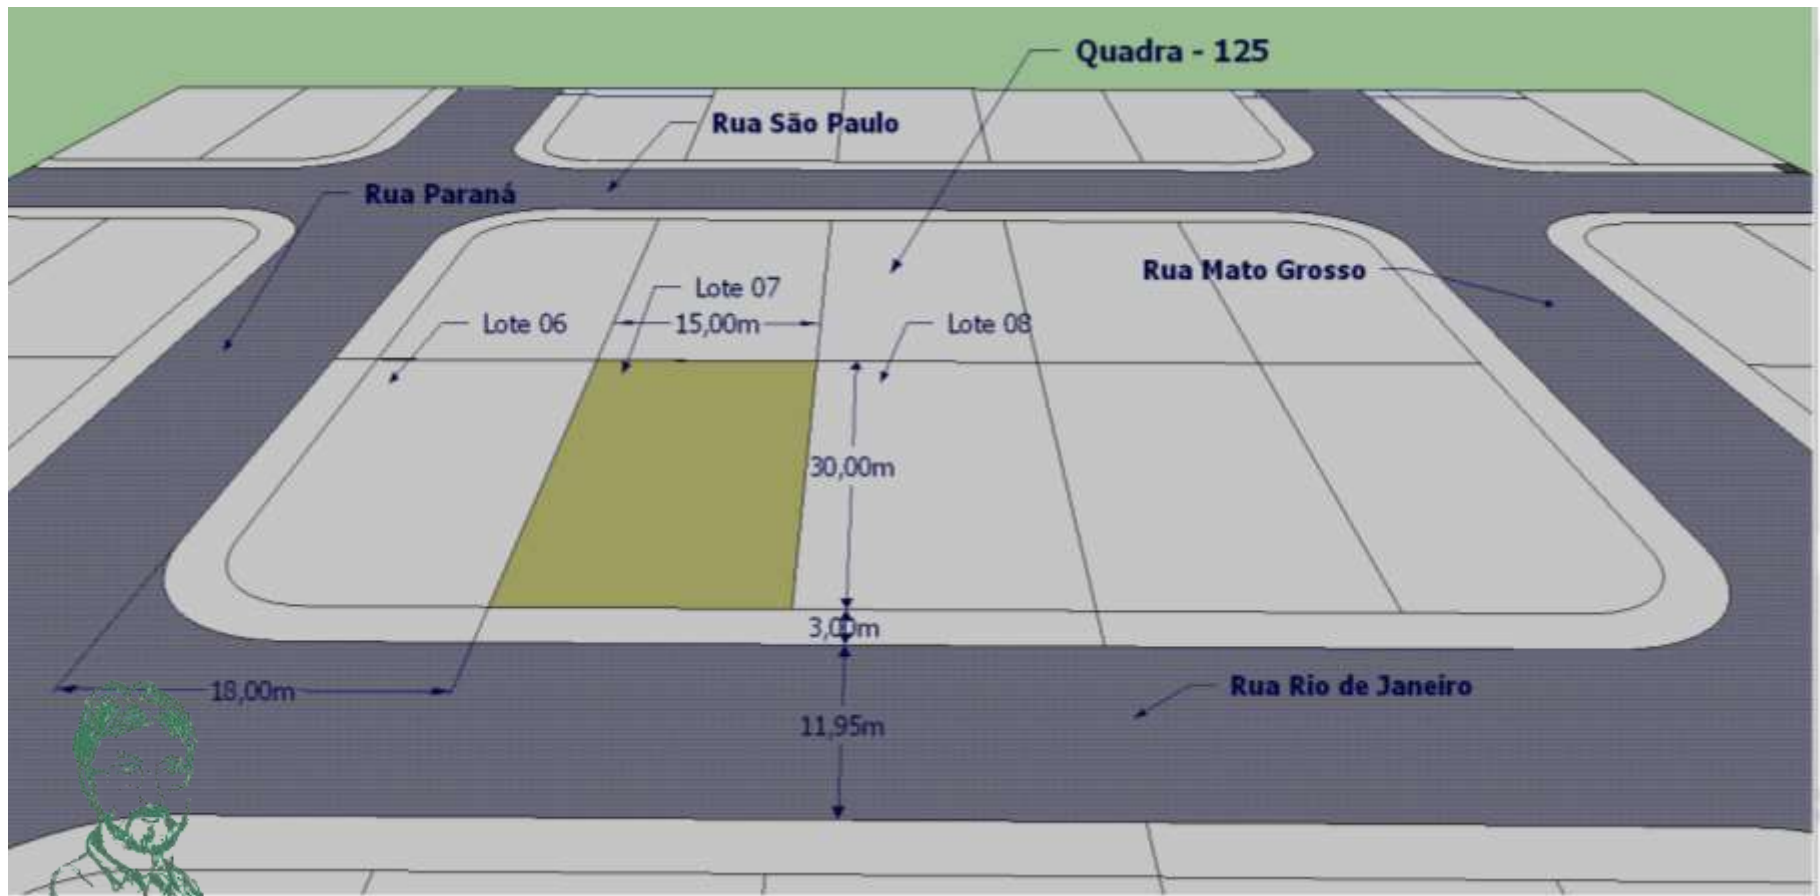 Quadra - 125
Rua São Paulo
Rua Paraná
Rua Mato Grosso
Lote 07
Lote 06
15,00m
Lote 08
30,00m
3,00m
18,00m
Rua Rio de Janeiro
11,95m